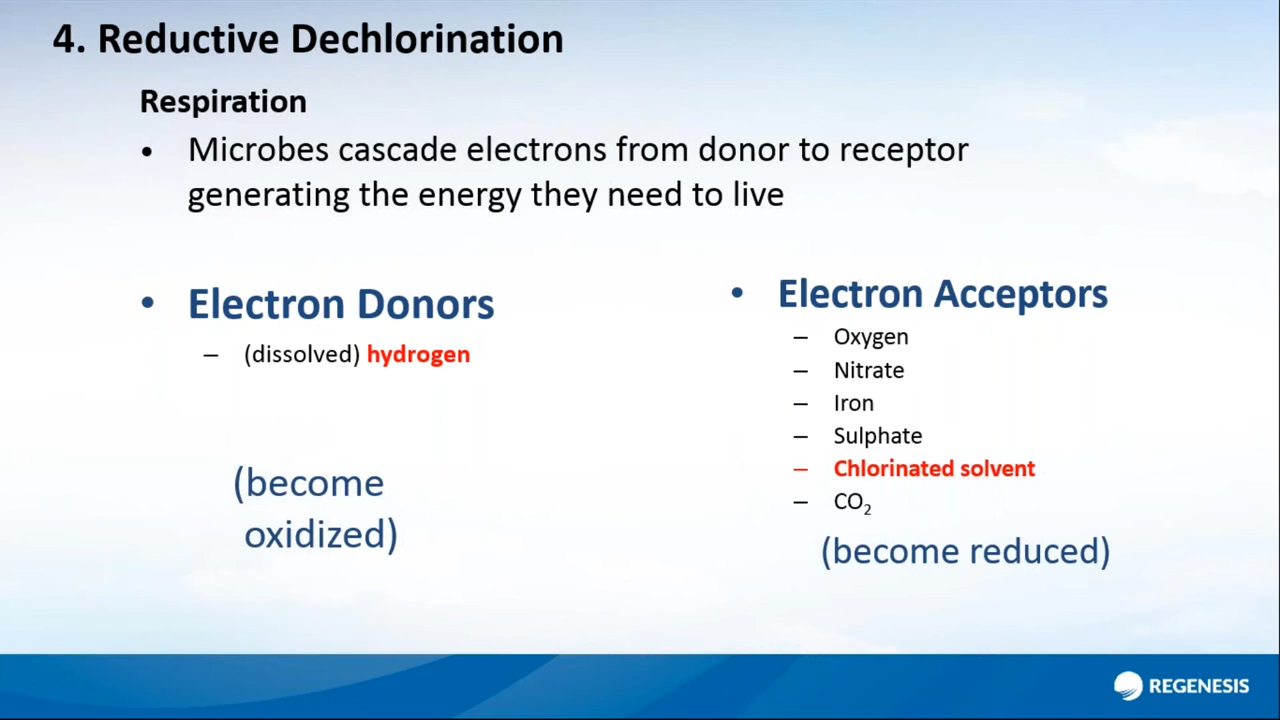 4. Reductive Dechlorination
Respiration
• Microbes cascade electrons from donor to receptor
generating the energy they need to live
• Electron Donors
– (dissolved) hydrogen
(become
oxidized)
• Electron Acceptors
– Oxygen
– Nitrate
– Iron
– Sulphate
– Chlorinated solvent
– CO₂
(become reduced)
REGENESIS